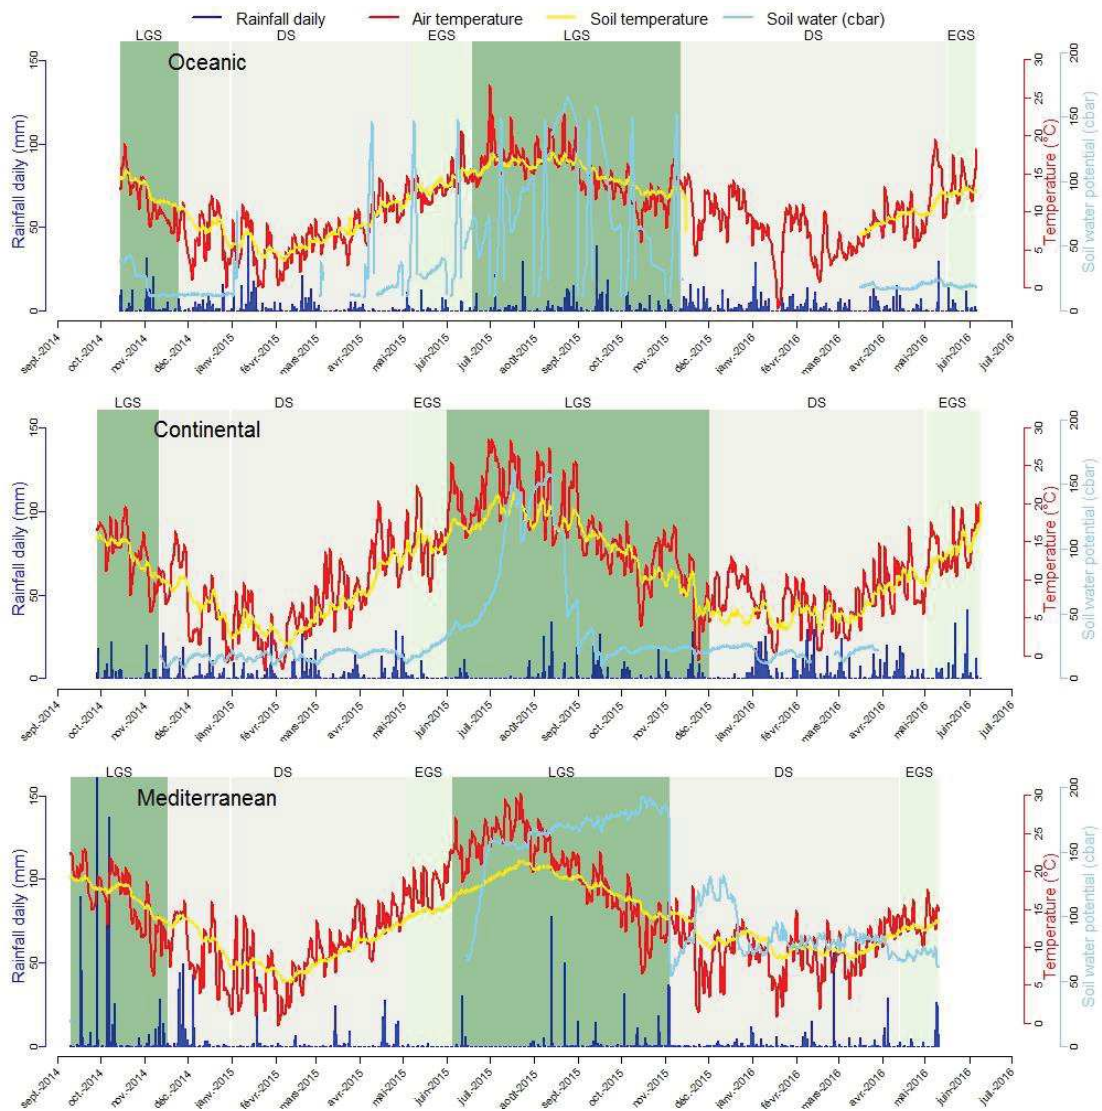 Rainfall daily Air temperature Soil temperature Soil water (cbar)
LGS DS EGS LGS DS EGS
Oceanic
Rainfall daily (mm)
0 50 100 150
Temperature (°C)
0 5 10 15 20 25 30
Soil water potential (cbar)
0 50 100 150 200
sept.-2014 oct.-2014 nov.-2014 déc.-2014 janv.-2015 févr.-2015 mars-2015 avr.-2015 mai-2015 juin-2015 juil.-2015 août-2015 sept.-2015 oct.-2015 nov.-2015 déc.-2015 janv.-2016 févr.-2016 mars-2016 avr.-2016 mai-2016 juin-2016 juil.-2016
LGS DS EGS LGS DS EGS
Continental
Rainfall daily (mm)
0 50 100 150
Temperature (°C)
0 5 10 15 20 25 30
Soil water potential (cbar)
0 50 100 150 200
sept.-2014 oct.-2014 nov.-2014 déc.-2014 janv.-2015 févr.-2015 mars-2015 avr.-2015 mai-2015 juin-2015 juil.-2015 août-2015 sept.-2015 oct.-2015 nov.-2015 déc.-2015 janv.-2016 févr.-2016 mars-2016 avr.-2016 mai-2016 juin-2016 juil.-2016
LGS DS EGS LGS DS EGS
Mediterranean
Rainfall daily (mm)
0 50 100 150
Temperature (°C)
0 5 10 15 20 25 30
Soil water potential (cbar)
0 50 100 150 200
sept.-2014 oct.-2014 nov.-2014 déc.-2014 janv.-2015 févr.-2015 mars-2015 avr.-2015 mai-2015 juin-2015 juil.-2015 août-2015 sept.-2015 oct.-2015 nov.-2015 déc.-2015 janv.-2016 févr.-2016 mars-2016 avr.-2016 mai-2016 juin-2016 juil.-2016